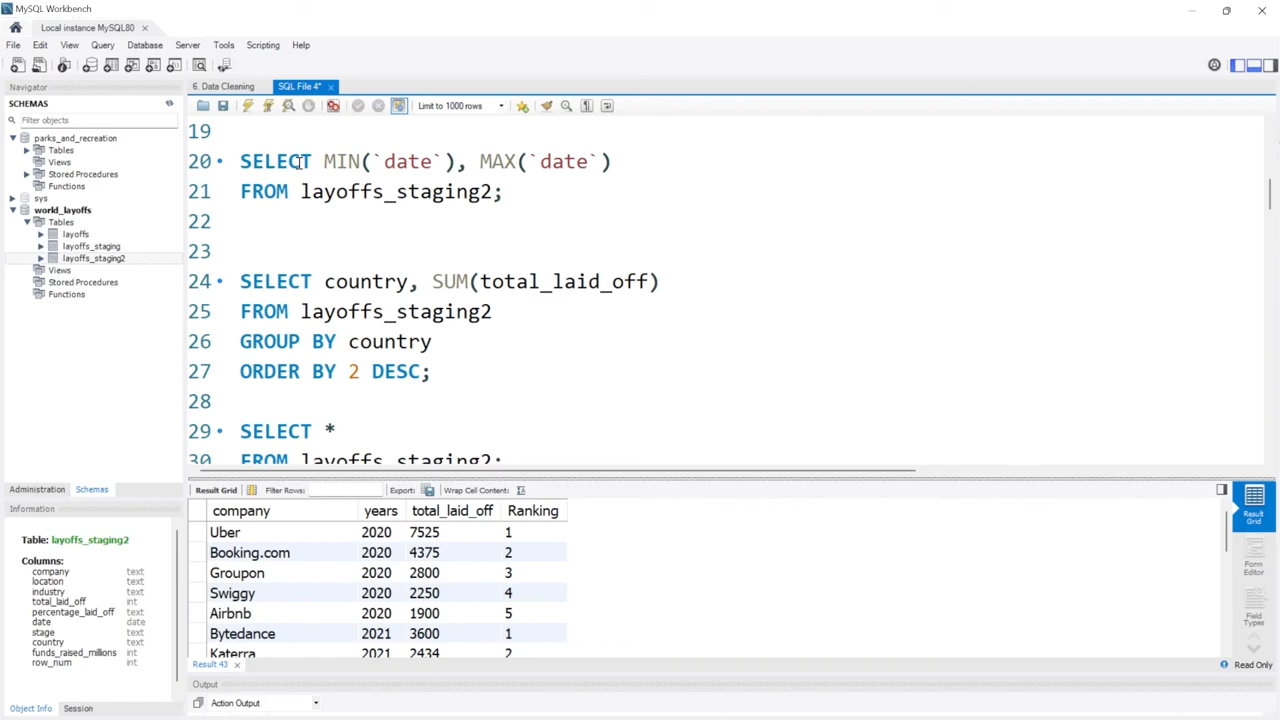 MySQL Workbench
Local instance MySQL80
File Edit View Query Database Server Tools Scripting Help
Navigator
SCHEMAS
Filter objects
parks_and_recreation
Tables
Views
Stored Procedures
Functions
sys
world_layoffs
Tables
layoffs
layoffs_staging
layoffs_staging2
Views
Stored Procedures
Functions
Administration Schemas
Information
Table: layoffs_staging2
Columns:
company text
location text
industry text
total_laid_off int
percentage_laid_off text
date date
stage text
country text
funds_raised_millions int
row_num int
Object Info Session
6. Data Cleaning SQL File 4*
Limit to 1000 rows
19
20 SELECT MIN(`date`), MAX(`date`)
21 FROM layoffs_staging2;
22
23
24 SELECT country, SUM(total_laid_off)
25 FROM layoffs_staging2
26 GROUP BY country
27 ORDER BY 2 DESC;
28
29 SELECT *
30 FROM layoffs_staging2;
Result Grid Filter Rows: Export: Wrap Cell Content:
company years total_laid_off Ranking
Uber 2020 7525 1
Booking.com 2020 4375 2
Groupon 2020 2800 3
Swiggy 2020 2250 4
Airbnb 2020 1900 5
Bytedance 2021 3600 1
Katerra 2021 2434 2
Result 43
Read Only
Output
Action Output
Result
Grid
Form
Editor
Field
Types